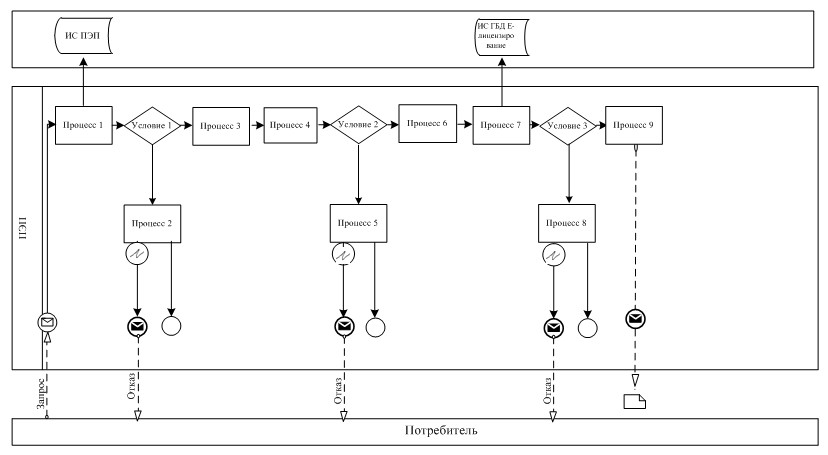 ИС ПЭП
ИС ГБД Е-
лицензиро
вание
ПЭП
Процесс 1
Условие 1
Процесс 3
Процесс 4
Условие 2
Процесс 6
Процесс 7
Условие 3
Процесс 9
Процесс 2
Процесс 5
Процесс 8
Запрос
Отказ
Отказ
Отказ
Потребитель